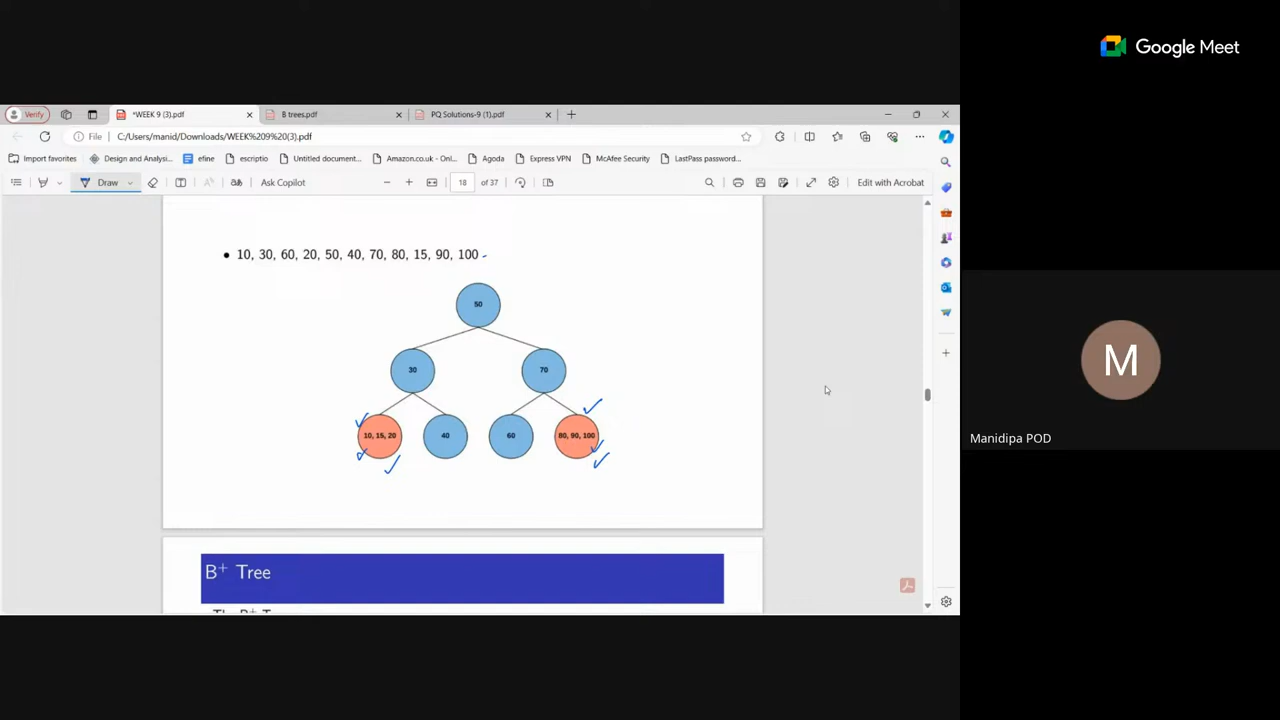 Google Meet
Verify
*WEEK 9 (3).pdf
B trees.pdf
PQ Solutions-9 (1).pdf
File
C:/Users/manid/Downloads/WEEK%209%20(3).pdf
Import favorites
Design and Analysi...
efine
escriptio
Untitled document...
Amazon.co.uk - Onl...
Agoda
Express VPN
McAfee Security
LastPass password...
Draw
Ask Copilot
18 of 37
Edit with Acrobat
• 10, 30, 60, 20, 50, 40, 70, 80, 15, 90, 100
50
30
70
10, 15, 20
40
60
80, 90, 100
M
Manidipa POD
B+ Tree